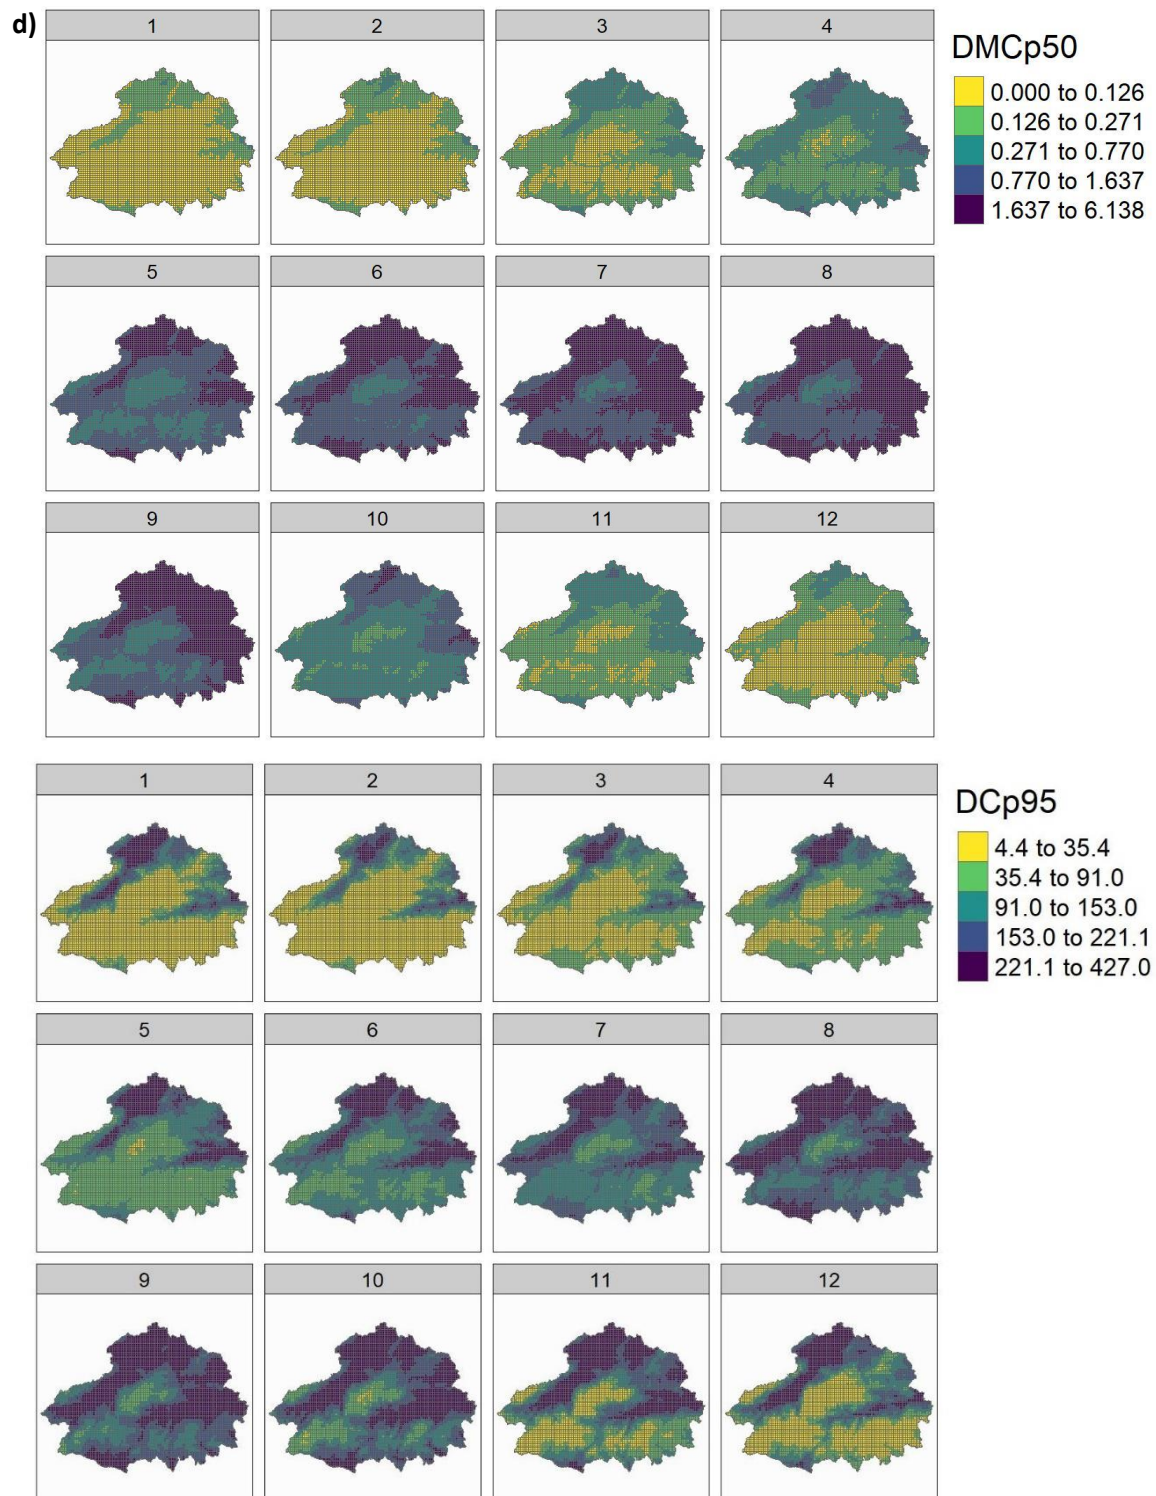 d)
1 2 3 4
DMCp50
0.000 to 0.126
0.126 to 0.271
0.271 to 0.770
0.770 to 1.637
1.637 to 6.138
5 6 7 8
9 10 11 12
1 2 3 4
DCp95
4.4 to 35.4
35.4 to 91.0
91.0 to 153.0
153.0 to 221.1
221.1 to 427.0
5 6 7 8
9 10 11 12